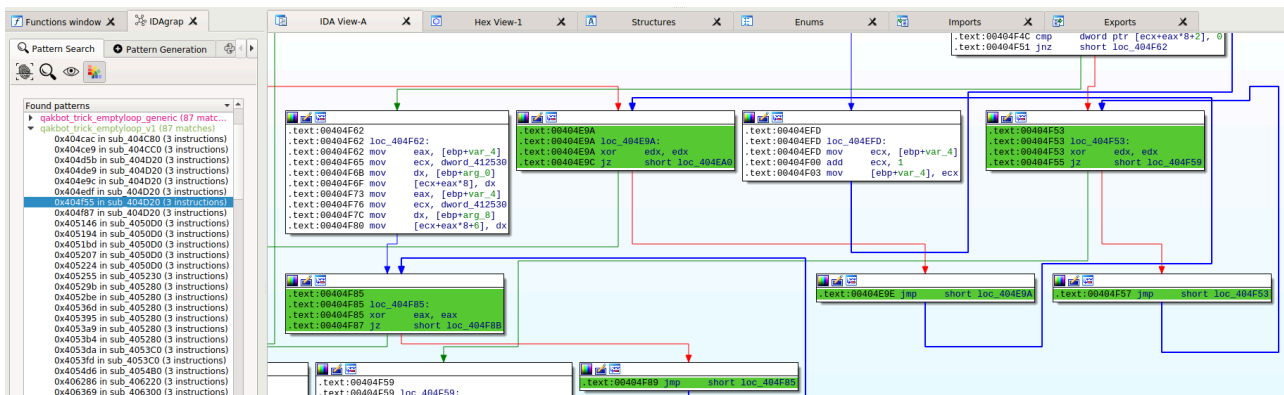 Functions window X IDAgrap X IDA View-A X Hex View-1 X Structures X Enums X Imports X Exports X
Pattern Search Pattern Generation
Found patterns
qakbot_trick_emptyloop_generic (87 matc...
qakbot_trick_emptyloop_v1 (87 matches)
0x404cac in sub_404C80 (3 instructions)
0x404ce9 in sub_404CC0 (3 instructions)
0x404d5b in sub_404D20 (3 instructions)
0x404de9 in sub_404D20 (3 instructions)
0x404e9c in sub_404D20 (3 instructions)
0x404edf in sub_404D20 (3 instructions)
0x404f55 in sub_404D20 (3 instructions)
0x404f87 in sub_404D20 (3 instructions)
0x405146 in sub_4050D0 (3 instructions)
0x405194 in sub_4050D0 (3 instructions)
0x4051bd in sub_4050D0 (3 instructions)
0x405207 in sub_4050D0 (3 instructions)
0x405224 in sub_4050D0 (3 instructions)
0x405255 in sub_405230 (3 instructions)
0x40529b in sub_405280 (3 instructions)
0x4052be in sub_405280 (3 instructions)
0x40536d in sub_405280 (3 instructions)
0x405395 in sub_405280 (3 instructions)
0x4053a9 in sub_405280 (3 instructions)
0x4053b4 in sub_405280 (3 instructions)
0x4053da in sub_4053C0 (3 instructions)
0x4053fd in sub_4053C0 (3 instructions)
0x4054d6 in sub_4054B0 (3 instructions)
0x406286 in sub_406220 (3 instructions)
0x406369 in sub_406300 (3 instructions)
.text:00404F4C cmp dword ptr [ecx+eax*8+2], 0
.text:00404F51 jnz short loc_404F62
.text:00404F62
.text:00404F62 loc_404F62:
.text:00404F62 mov eax, [ebp+var_4]
.text:00404F65 mov ecx, dword_412530
.text:00404F6B mov dx, [ebp+arg_0]
.text:00404F6F mov [ecx+eax*8], dx
.text:00404F73 mov eax, [ebp+var_4]
.text:00404F76 mov ecx, dword_412530
.text:00404F7C mov dx, [ebp+arg_8]
.text:00404F80 mov [ecx+eax*8+6], dx
.text:00404E9A
.text:00404E9A loc_404E9A:
.text:00404E9A xor edx, edx
.text:00404E9C jz short loc_404EA0
.text:00404EFD
.text:00404EFD loc_404EFD:
.text:00404EFD mov ecx, [ebp+var_4]
.text:00404F00 add ecx, 1
.text:00404F03 mov [ebp+var_4], ecx
.text:00404F53
.text:00404F53 loc_404F53:
.text:00404F53 xor edx, edx
.text:00404F55 jz short loc_404F59
.text:00404F85
.text:00404F85 loc_404F85:
.text:00404F85 xor eax, eax
.text:00404F87 jz short loc_404F8B
.text:00404E9E jmp short loc_404E9A
.text:00404F57 jmp short loc_404F53
.text:00404F59
.text:00404F59 loc_404F59:
.text:00404F89 jmp short loc_404F85